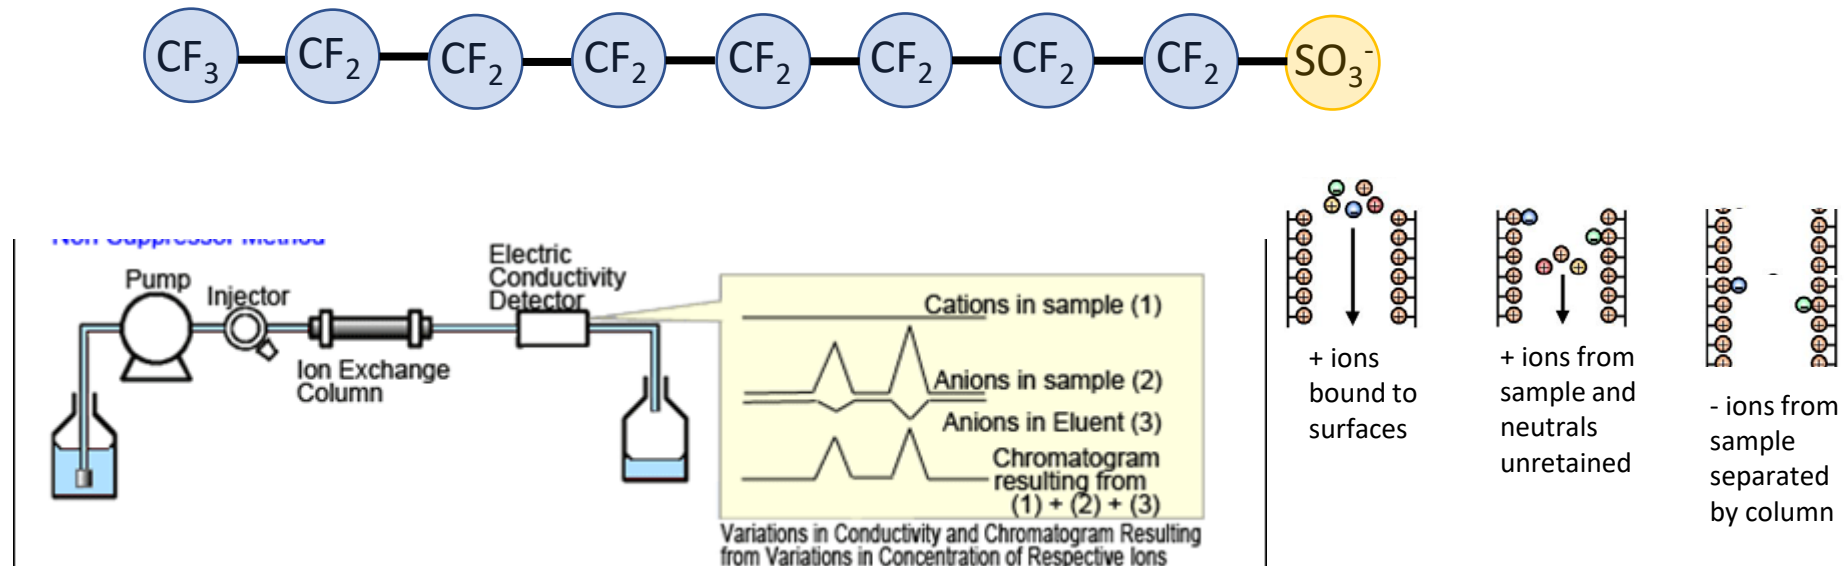 CF3 CF2 CF2 CF2 CF2 CF2 CF2 CF2 SO3-
Non-Suppressor Method
Pump
Injector
Ion Exchange
Column
Electric
Conductivity
Detector
Cations in sample (1)
Anions in sample (2)
Anions in Eluent (3)
Chromatogram
resulting from
(1) + (2) + (3)
Variations in Conductivity and Chromatogram Resulting
from Variations in Concentration of Respective Ions
+ ions
bound to
surfaces
+ ions from
sample and
neutrals
unretained
- ions from
sample
separated
by column